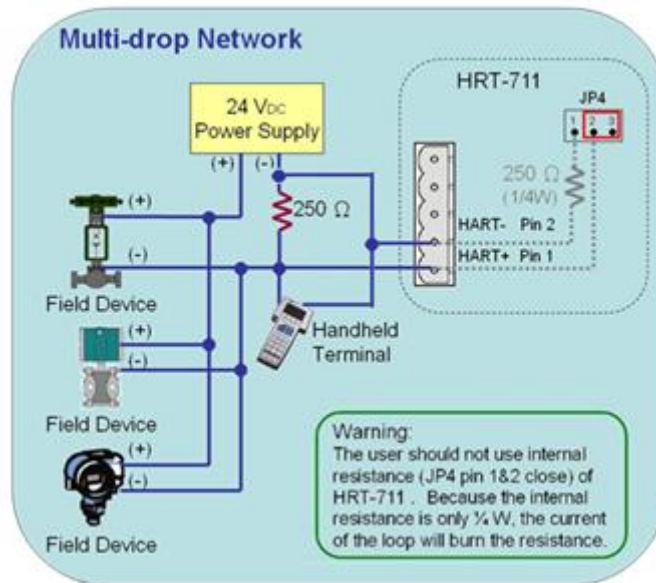 Multi-drop Network
24 VDC
Power Supply
(+) (-)
HRT-711
JP4
1 2 3
250 Ω
(1/4W)
250 Ω
HART- Pin 2
HART+ Pin 1
(+)
(-)
Field Device
Handheld
Terminal
(+)
(-)
Field Device
(+)
(-)
Field Device
Warning:
The user should not use internal
resistance (JP4 pin 1&2 close) of
HRT-711 . Because the internal
resistance is only ¼ W, the current
of the loop will burn the resistance.